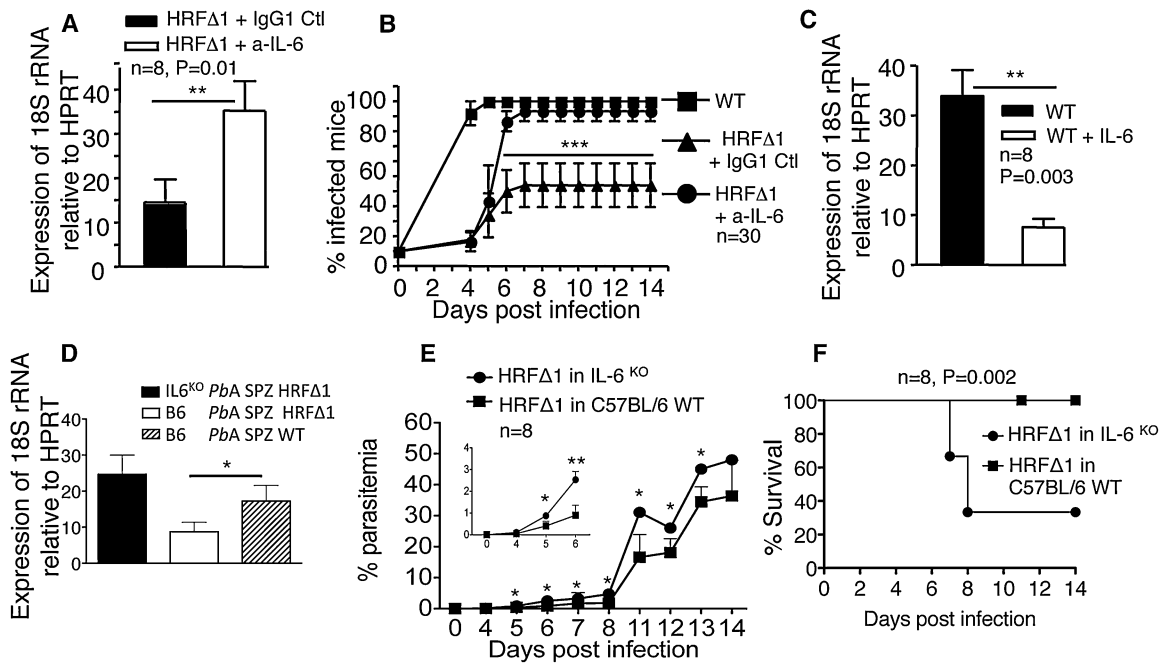 A
HRFΔ1 + IgG1 Ctl
HRFΔ1 + a-IL-6
n=8, P=0.01
**
Expression of 18S rRNA
relative to HPRT
40
30
20
10
0
B
% infected mice
100
80
60
40
20
0
***
WT
HRFΔ1
+ IgG1 Ctl
HRFΔ1
+ a-IL-6
n=30
0 2 4 6 8 10 12 14
Days post infection
C
Expression of 18S rRNA
relative to HPRT
40
30
20
10
0
**
WT
WT + IL-6
n=8
P=0.003
D
IL6KO PbA SPZ HRFΔ1
B6 PbA SPZ HRFΔ1
B6 PbA SPZ WT
Expression of 18S rRNA
relative to HPRT
40
30
20
10
0
*
E
HRFΔ1 in IL-6 KO
HRFΔ1 in C57BL/6 WT
n=8
% parasitemia
60
50
40
30
20
10
0
4
3
2
1
0
* **
0 4 5 6
* * * * * * *
0 4 5 6 7 8 11 12 13 14
Days post infection
F
n=8, P=0.002
% Survival
100
80
60
40
20
0
HRFΔ1 in IL-6 KO
HRFΔ1 in
C57BL/6 WT
0 2 4 6 8 10 12 14
Days post infection